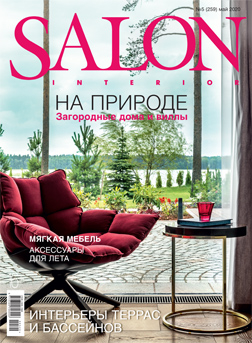 №5 (259) май 2020
SALON
INTERIOR
НА ПРИРОДЕ
Загородные дома и виллы
МЯГКАЯ МЕБЕЛЬ
АКСЕССУАРЫ
ДЛЯ ЛЕТА
ИНТЕРЬЕРЫ ТЕРРАС
И БАССЕЙНОВ